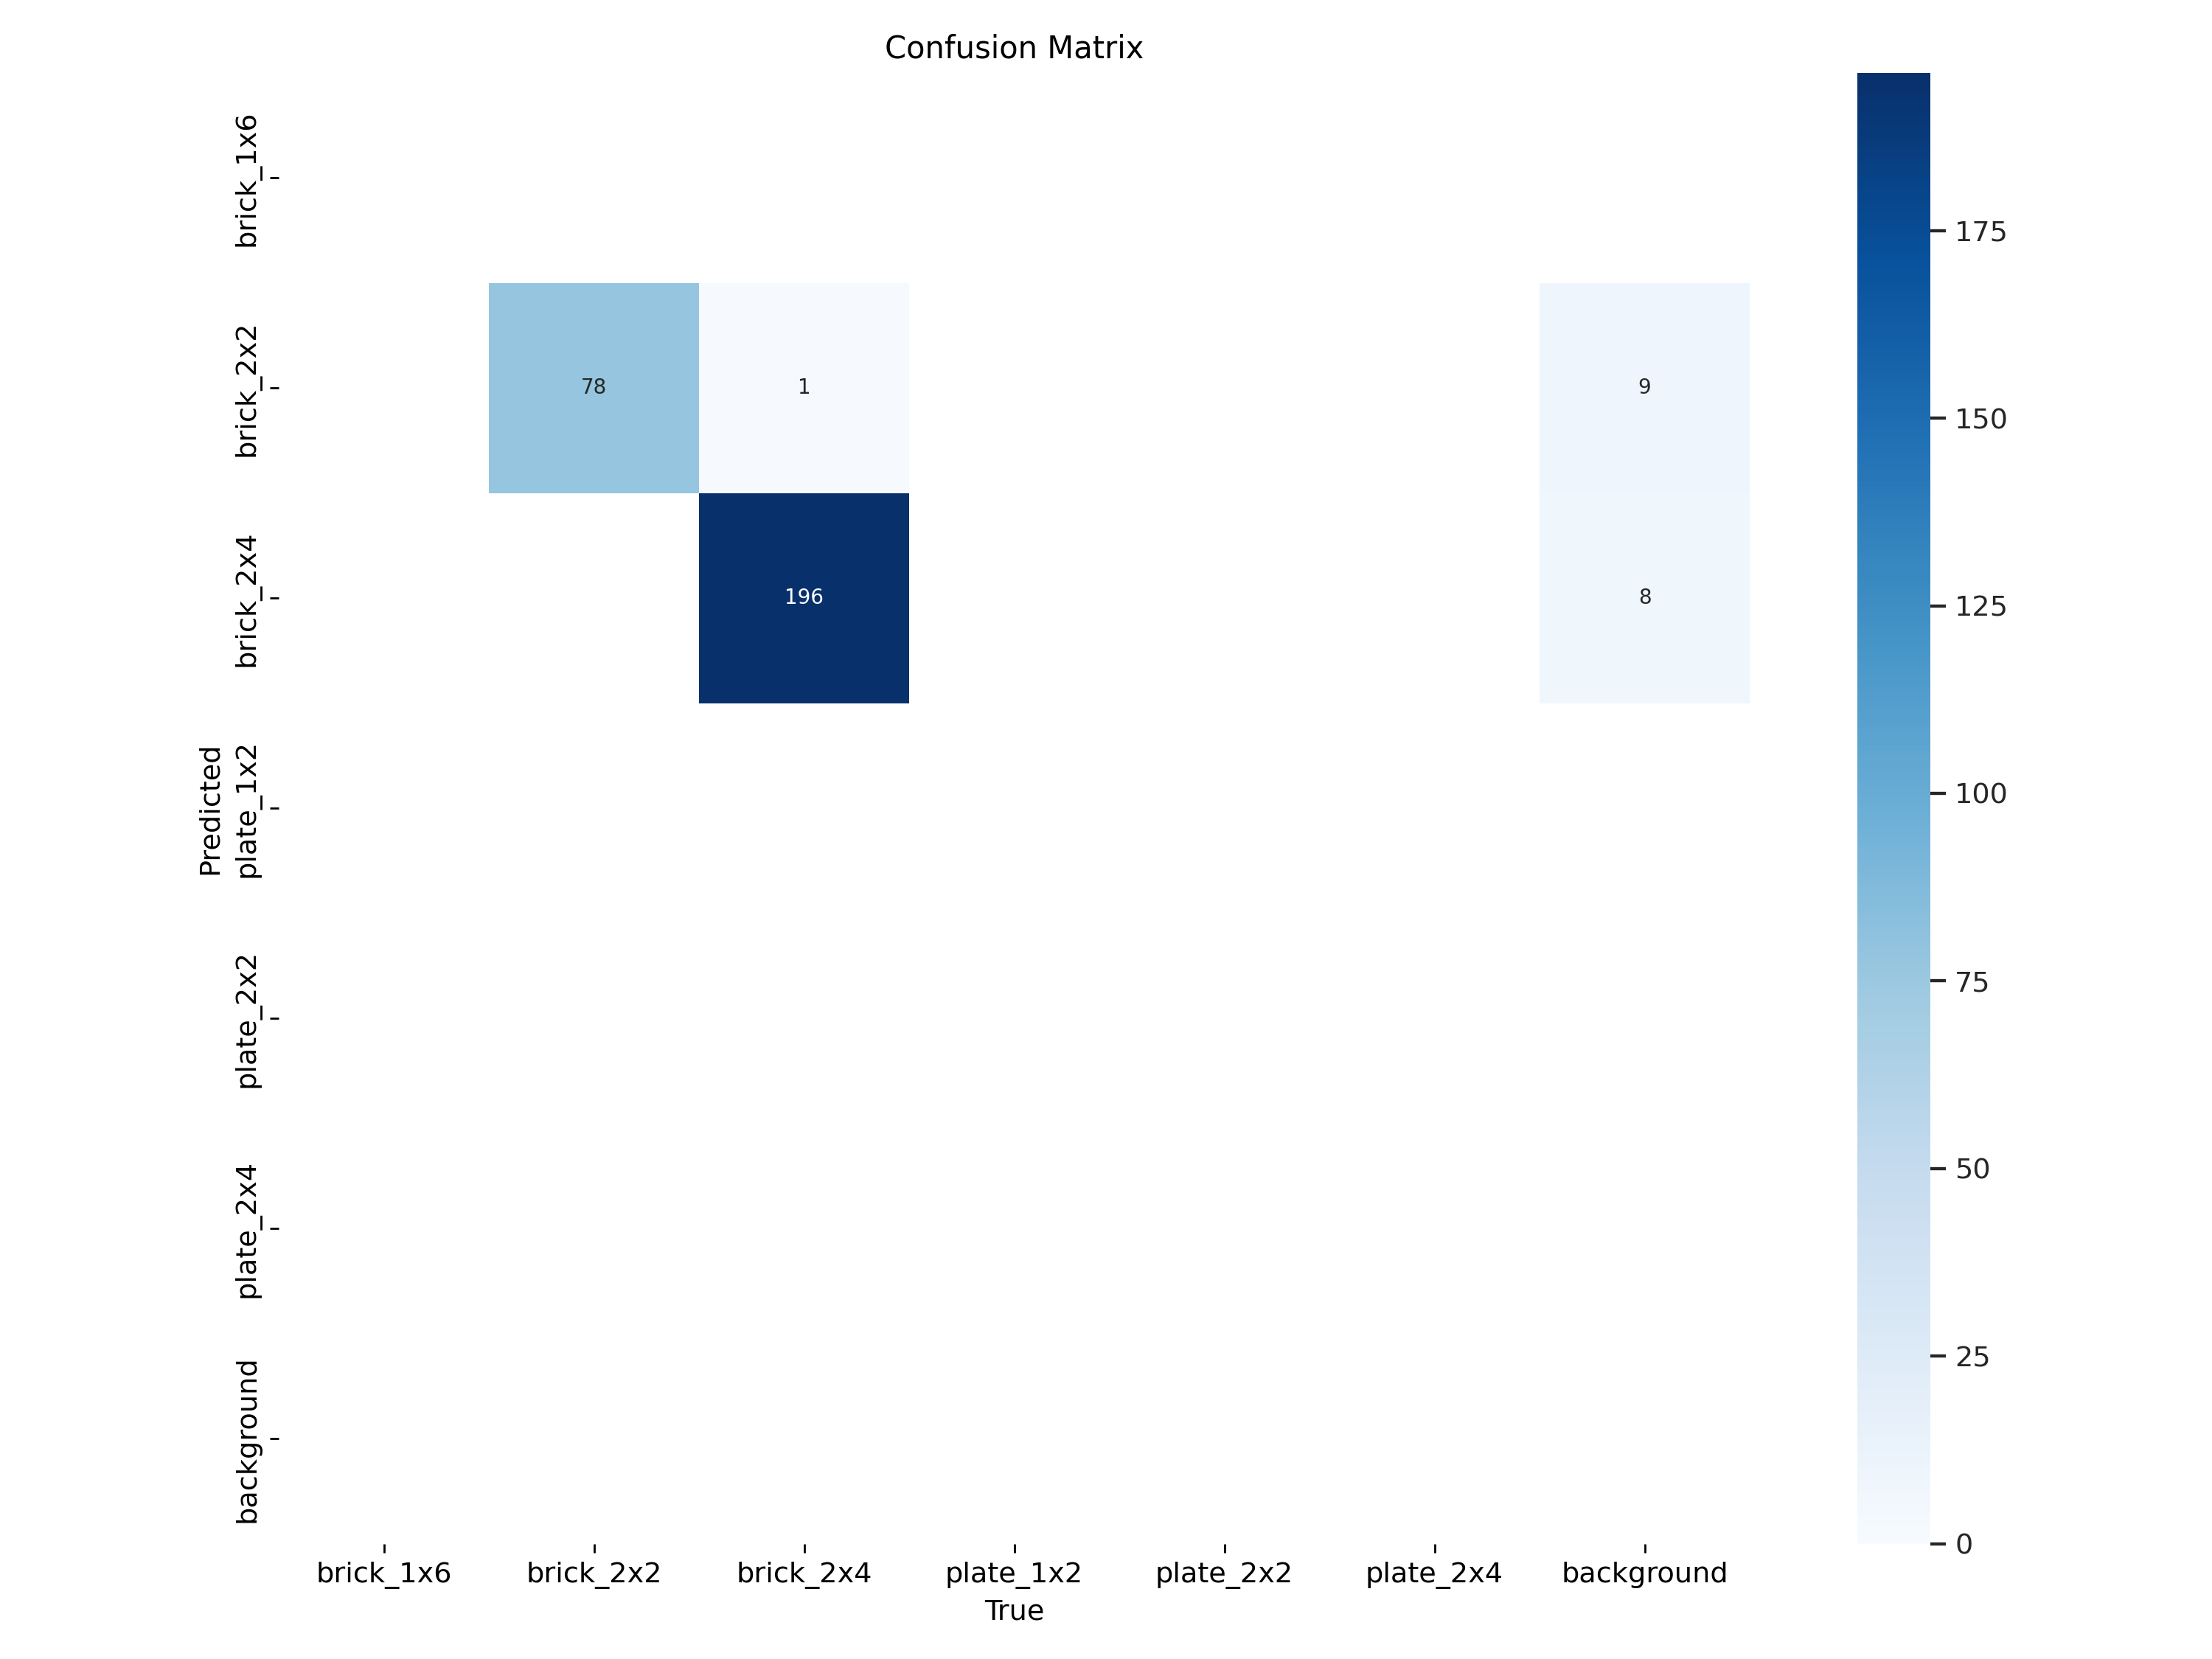 Confusion Matrix
brick_1x6
brick_2x2
brick_2x4
plate_1x2
plate_2x2
plate_2x4
background
Predicted
78
1
9
196
8
brick_1x6
brick_2x2
brick_2x4
plate_1x2
plate_2x2
plate_2x4
background
True
175
150
125
100
75
50
25
0